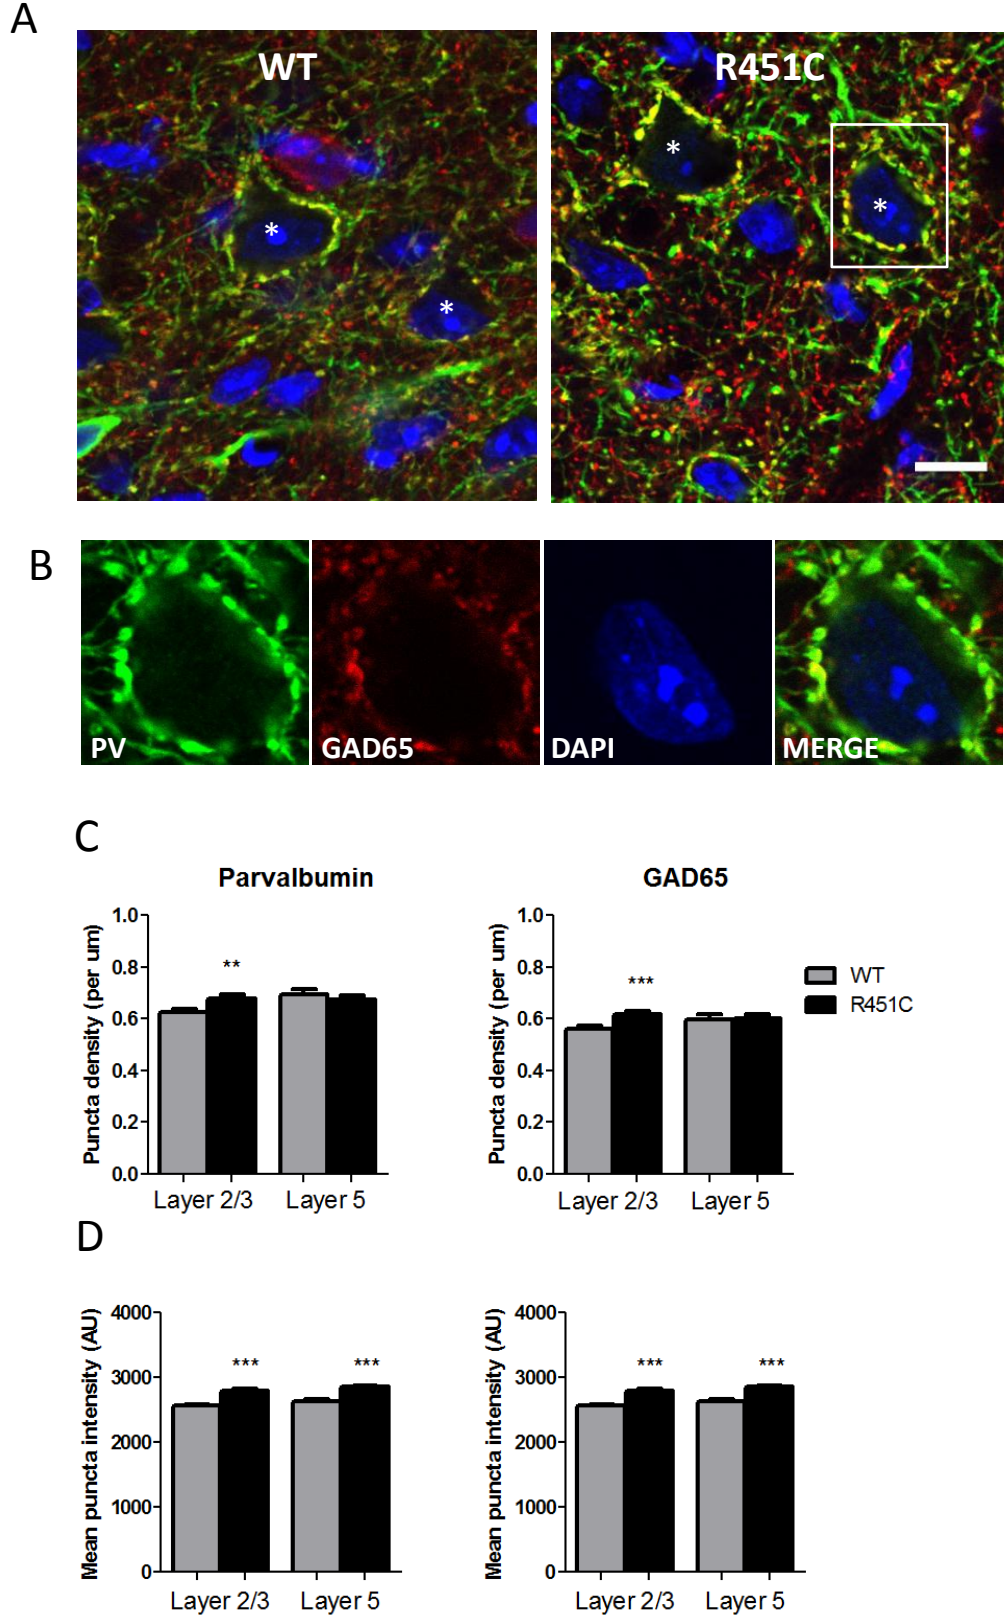 A
WT
R451C
*
*
*
*
B
PV
GAD65
DAPI
MERGE
C
Parvalbumin
GAD65
Puncta density (per um)
1.0
0.8
0.6
0.4
0.2
0.0
**
Layer 2/3
Layer 5
Puncta density (per um)
1.0
0.8
0.6
0.4
0.2
0.0
***
Layer 2/3
Layer 5
WT
R451C
D
Mean puncta intensity (AU)
4000
3000
2000
1000
0
***
***
Layer 2/3
Layer 5
Mean puncta intensity (AU)
4000
3000
2000
1000
0
***
***
Layer 2/3
Layer 5